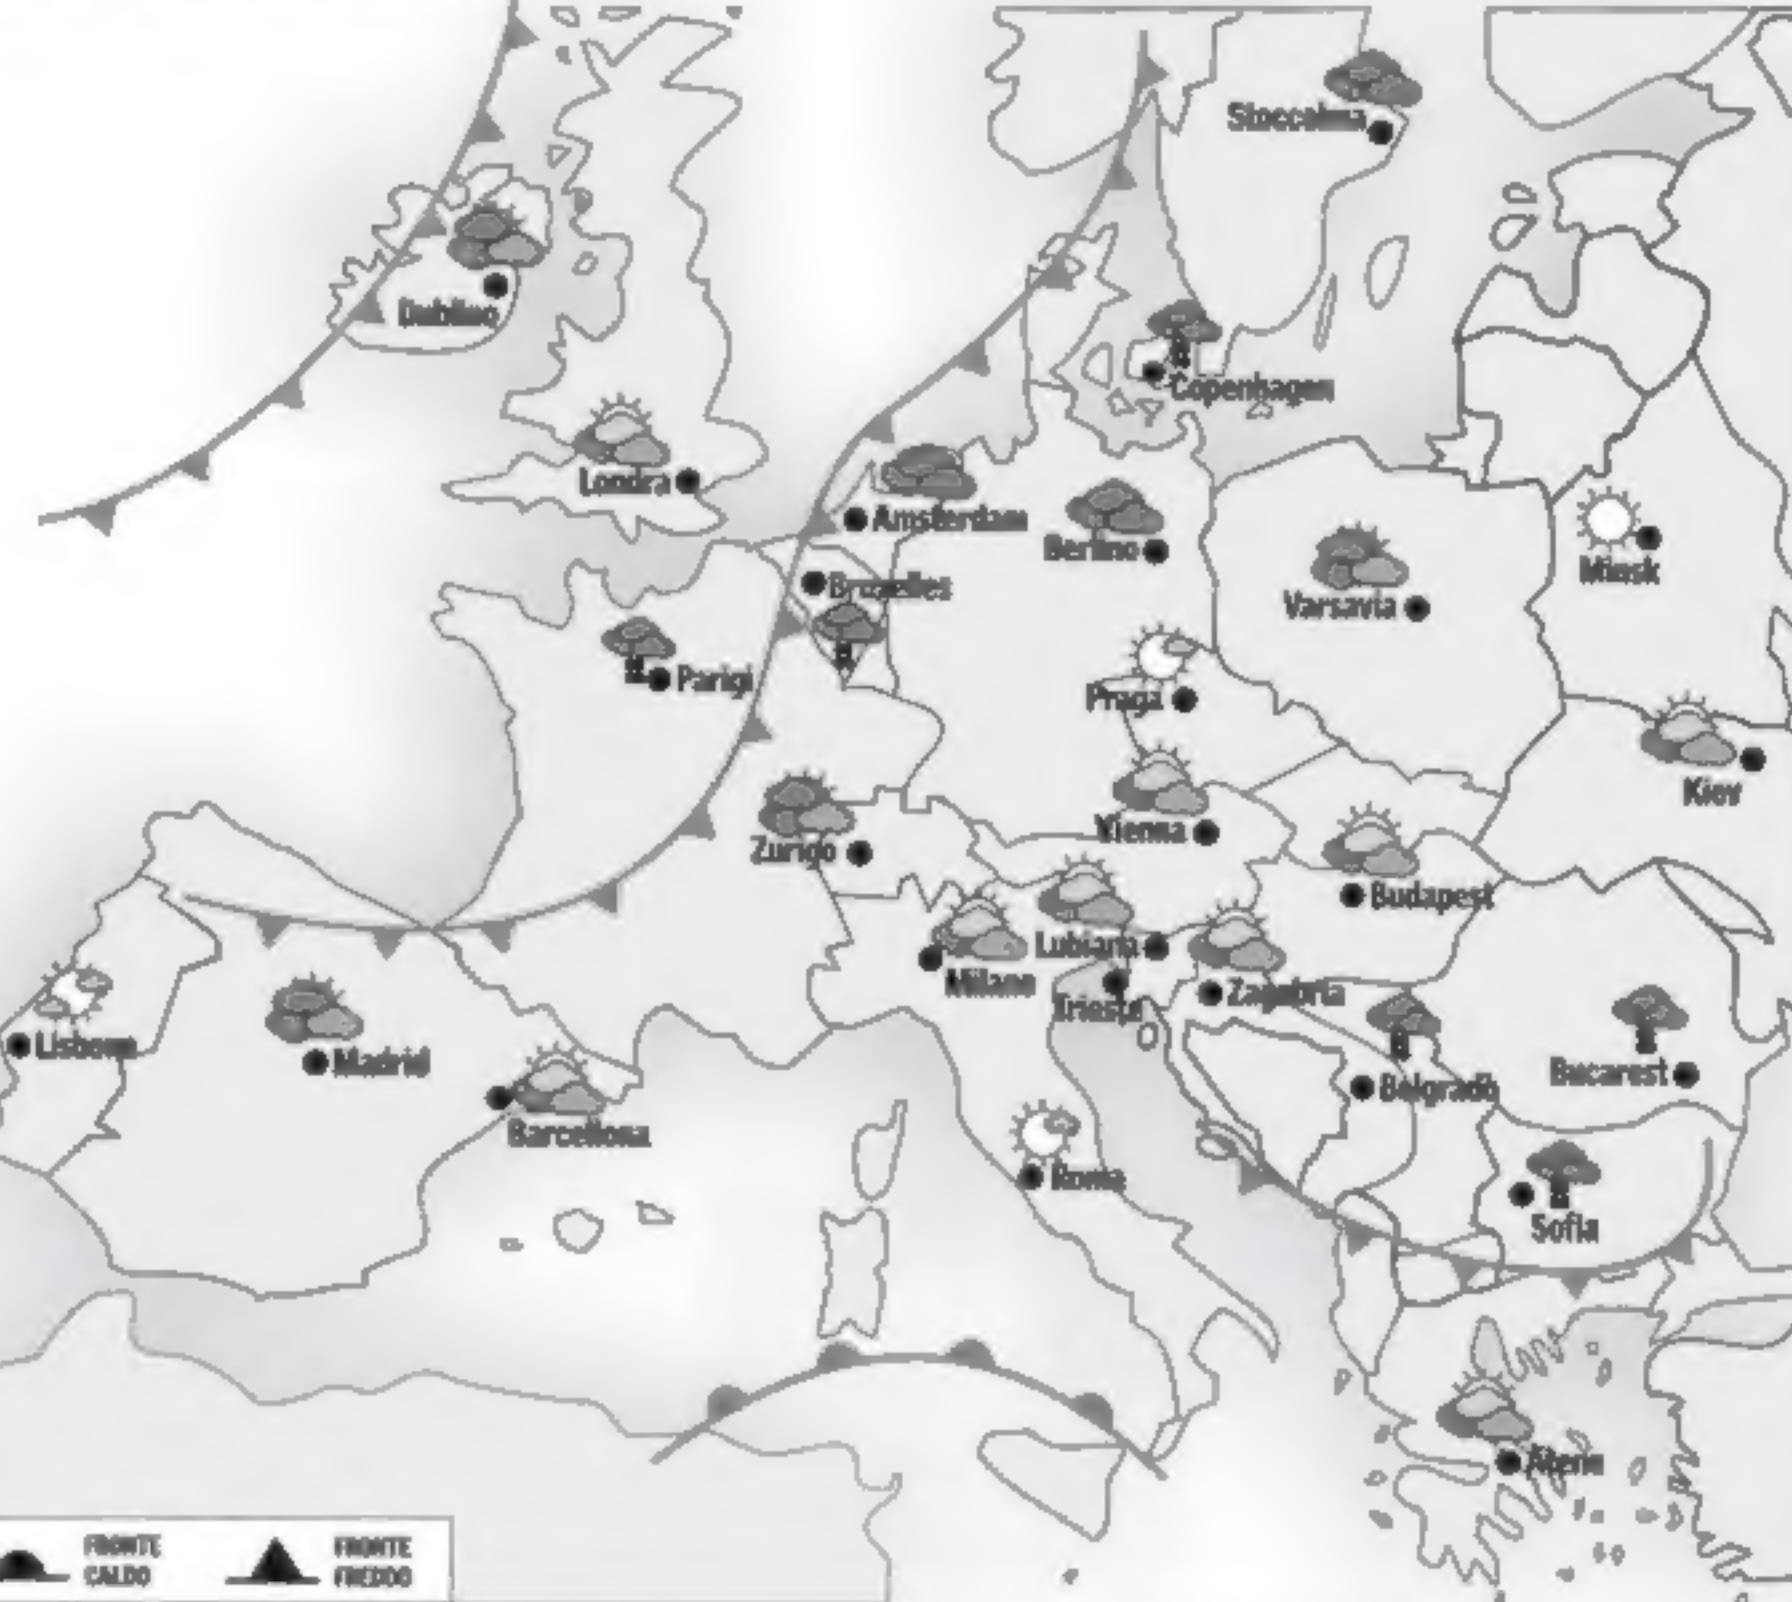 Stoccolma
Dublino
Copenhagen
Londra
Amsterdam
Berlino
Minsk
Bruxelles
Varsavia
Parigi
Praga
Kiev
Vienna
Zurigo
Budapest
Lubiana
Milano
Zagabria
Trieste
Lisbona
Madrid
Belgrado
Bucarest
Barcellona
Roma
Sofia
Atene
FRONTE
CALDO
FRONTE
FREDDO